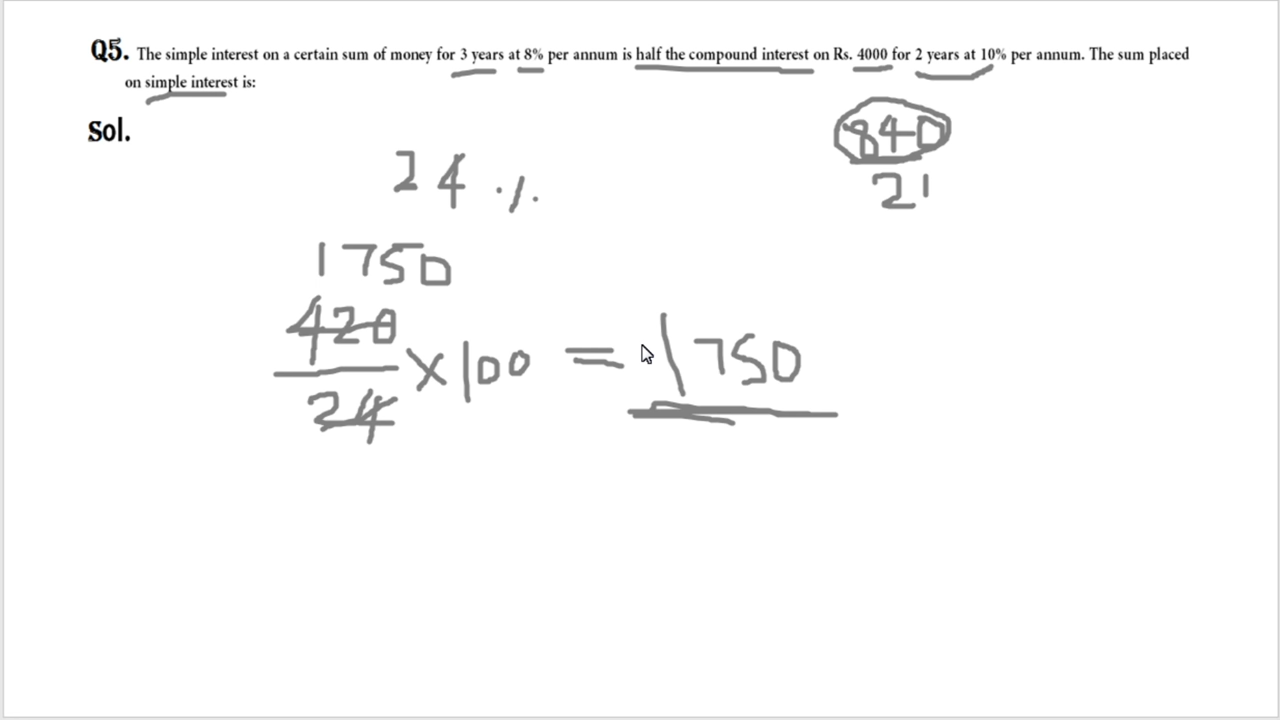 Q5. The simple interest on a certain sum of money for 3 years at 8% per annum is half the compound interest on Rs. 4000 for 2 years at 10% per annum. The sum placed
on simple interest is:
Sol.
840
21
24 %
1750
420
24
×100 = 1750